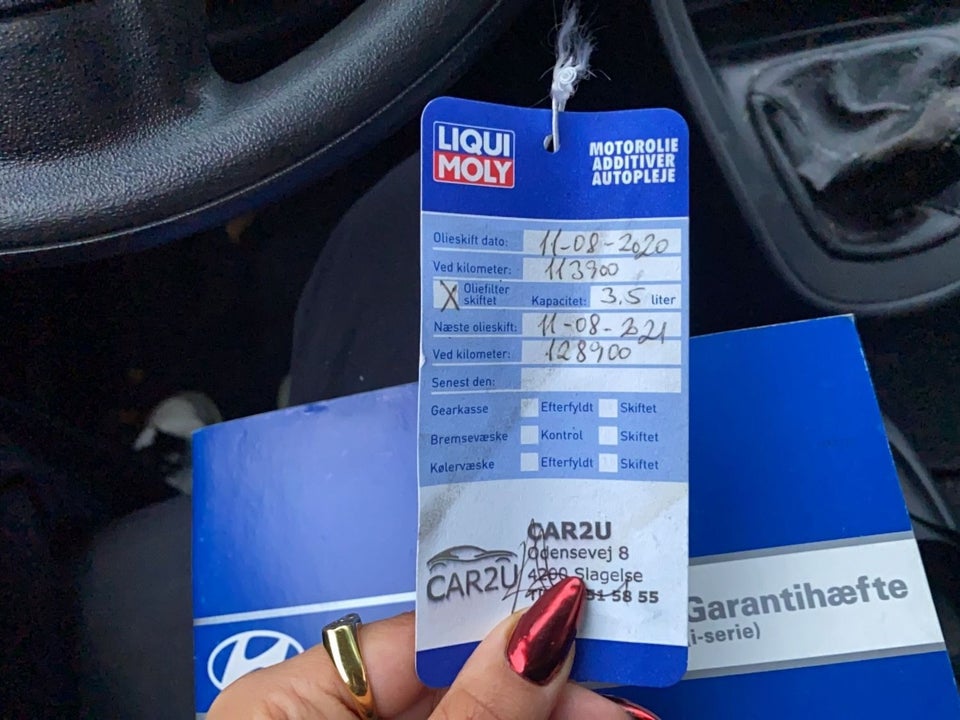 LIQUI
MOLY
MOTOROLIE
ADDITIVER
AUTOPLEJE
Olieskift dato: 11-08-2020
Ved kilometer: 113900
X Oliefilter skiftet Kapacitet: 3,5 liter
Næste olieskift: 11-08-2021
Ved kilometer: 128900
Senest den:
Gearkasse Efterfyldt Skiftet
Bremsevæske Kontrol Skiftet
Kølervæske Efterfyldt Skiftet
CAR2U
CAR2U
Odensevej 8
4200 Slagelse
51 58 55
Garantihæfte
(i-serie)